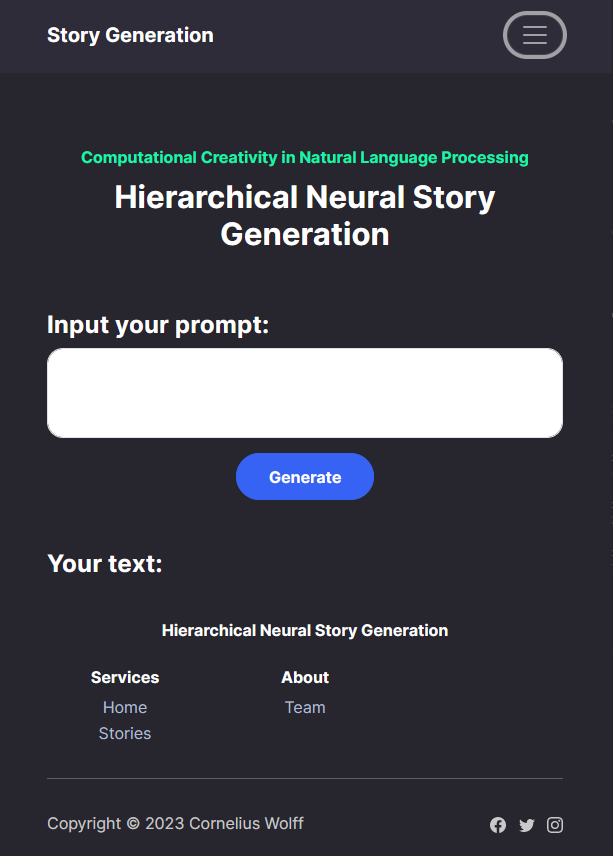 Story Generation
Computational Creativity in Natural Language Processing
Hierarchical Neural Story
Generation
Input your prompt:
Generate
Your text:
Hierarchical Neural Story Generation
Services
Home
Stories
About
Team
Copyright © 2023 Cornelius Wolff